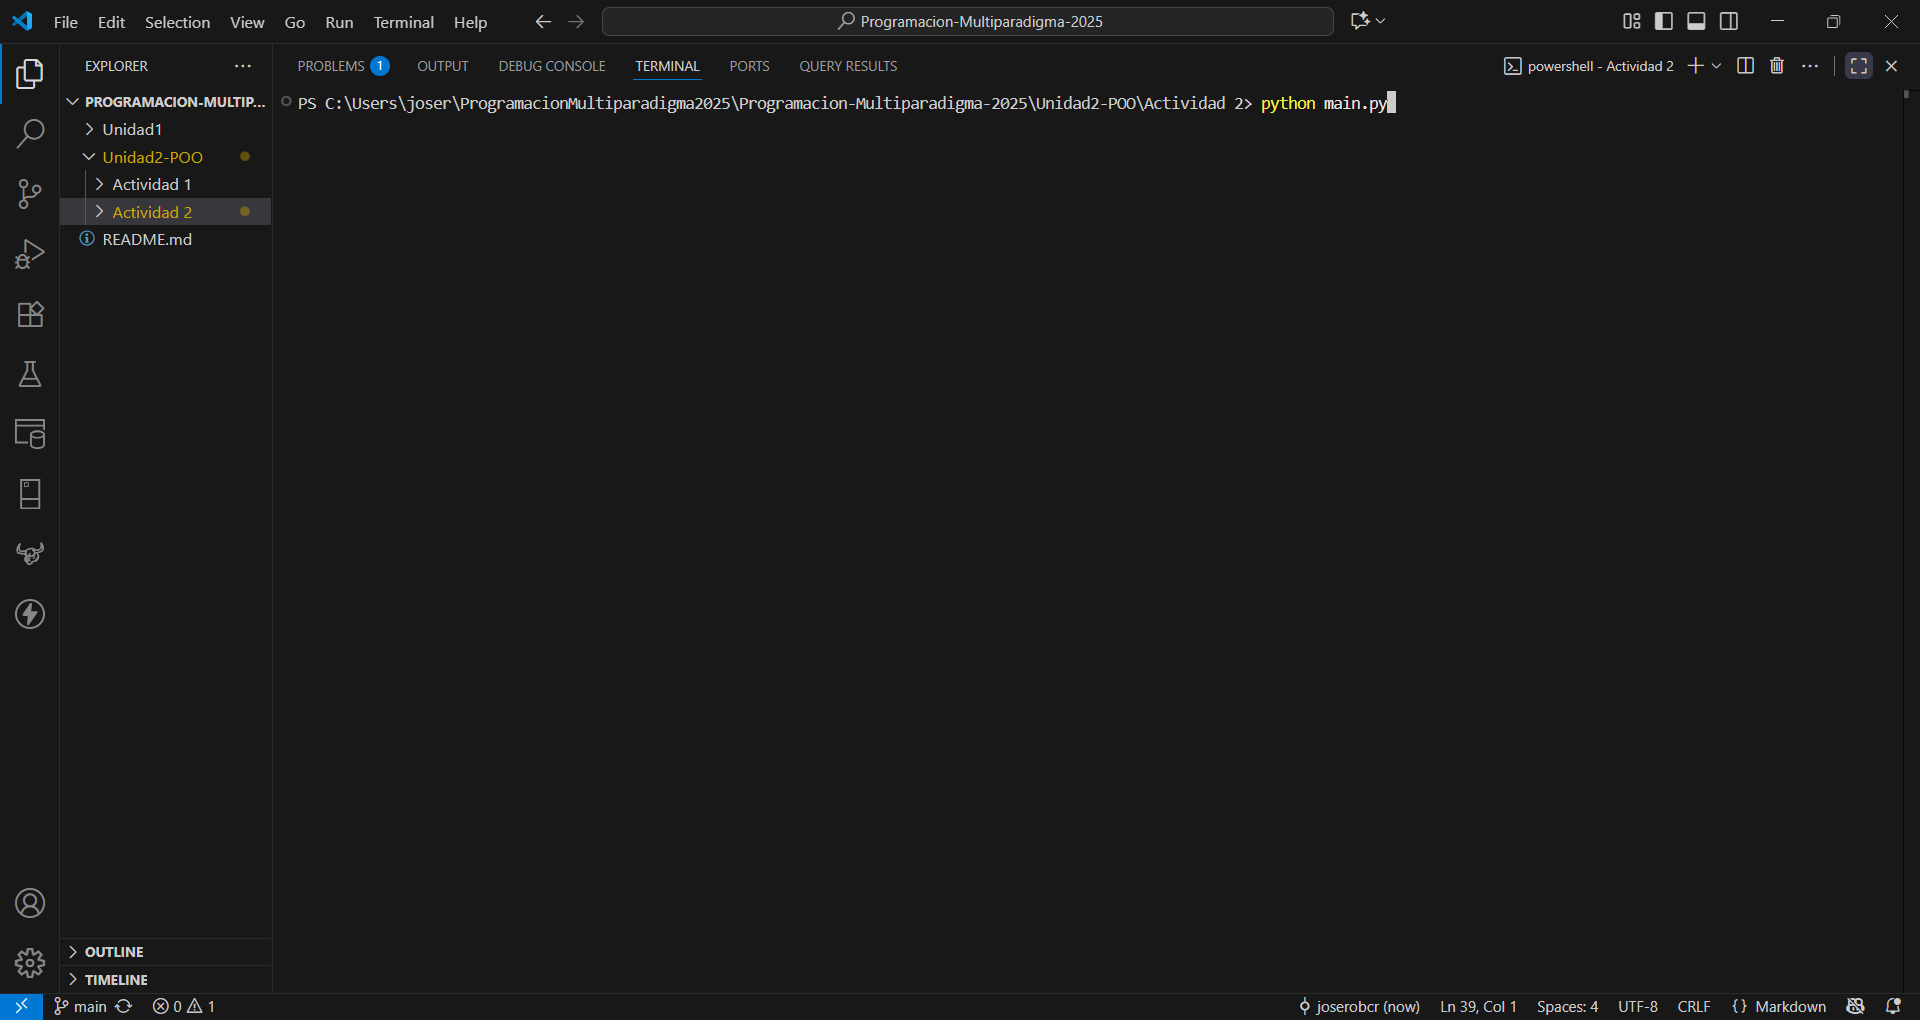 File Edit Selection View Go Run Terminal Help
Programacion-Multiparadigma-2025
EXPLORER
PROGRAMACION-MULTIP...
Unidad1
Unidad2-POO
Actividad 1
Actividad 2
README.md
OUTLINE
TIMELINE
PROBLEMS 1 OUTPUT DEBUG CONSOLE TERMINAL PORTS QUERY RESULTS
powershell - Actividad 2
PS C:\Users\joser\ProgramacionMultiparadigma2025\Programacion-Multiparadigma-2025\Unidad2-POO\Actividad 2> python main.py
main 0 1 joserobcr (now) Ln 39, Col 1 Spaces: 4 UTF-8 CRLF {} Markdown